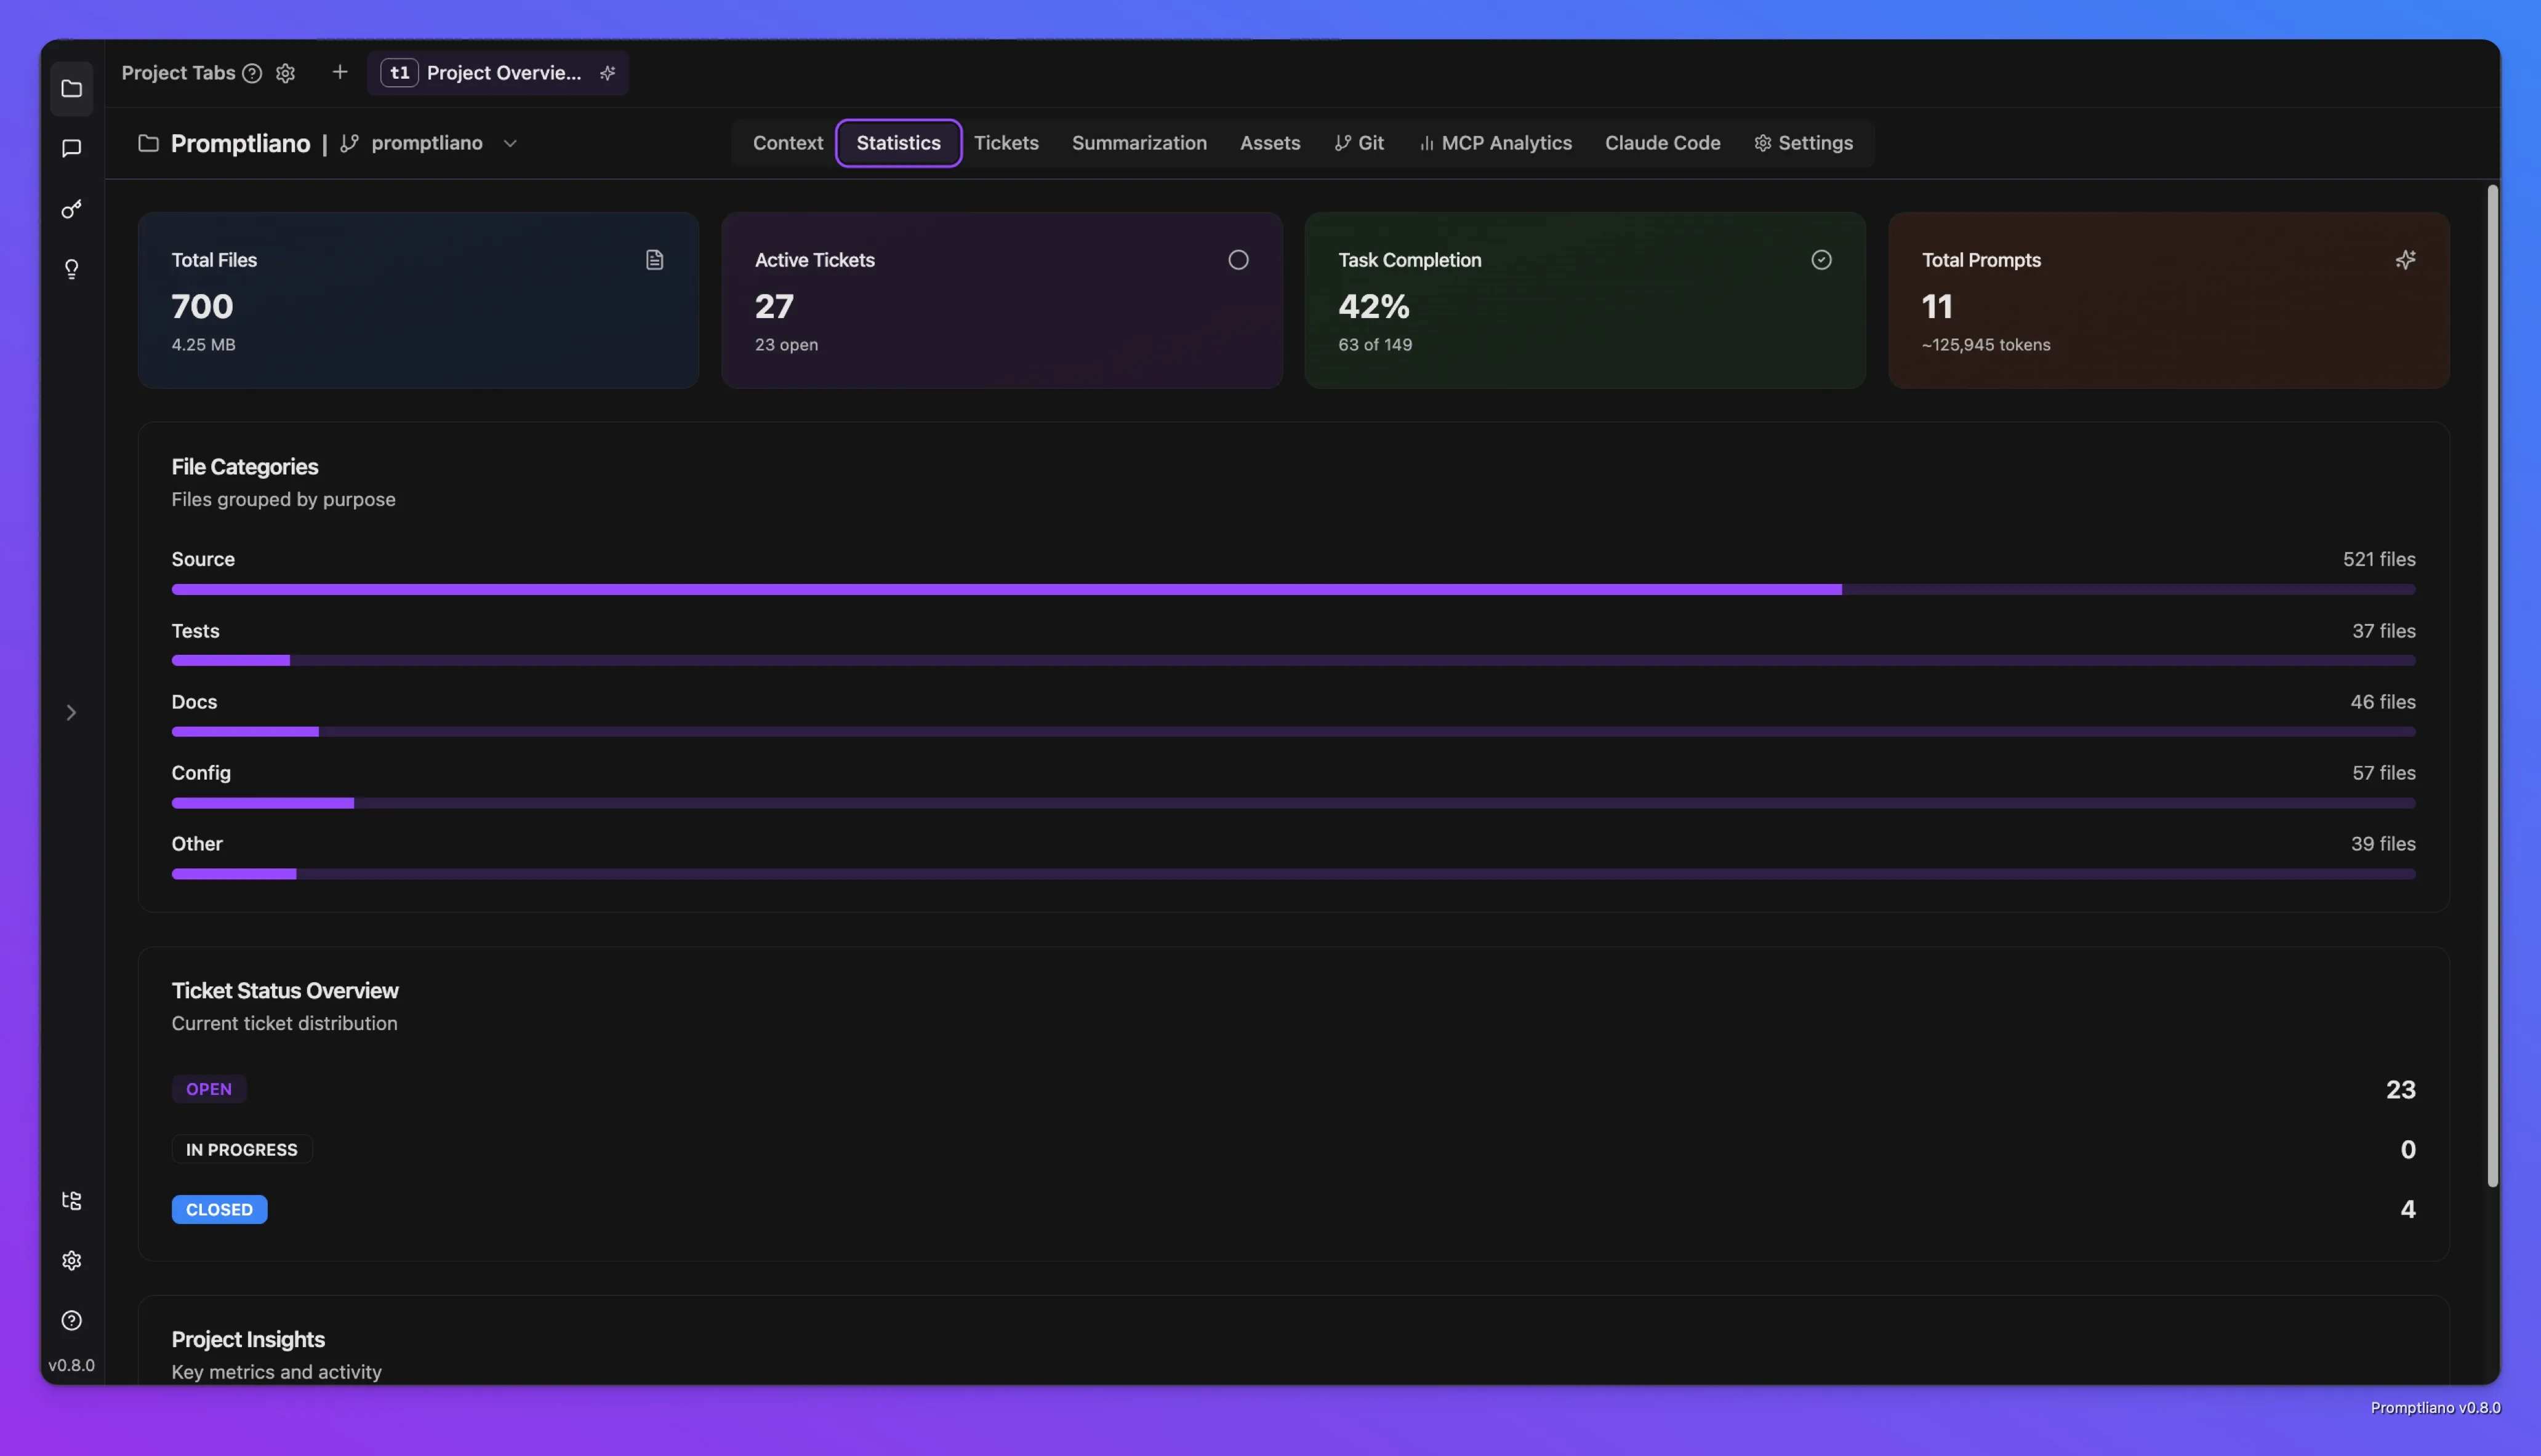 Project Tabs
t1 Project Overvie...
Promptliano | promptliano
Context Statistics Tickets Summarization Assets Git MCP Analytics Claude Code Settings
Total Files
700
4.25 MB
Active Tickets
27
23 open
Task Completion
42%
63 of 149
Total Prompts
11
~125,945 tokens
File Categories
Files grouped by purpose
Source 521 files
Tests 37 files
Docs 46 files
Config 57 files
Other 39 files
Ticket Status Overview
Current ticket distribution
OPEN 23
IN PROGRESS 0
CLOSED 4
Project Insights
Key metrics and activity
v0.8.0
Promptliano v0.8.0